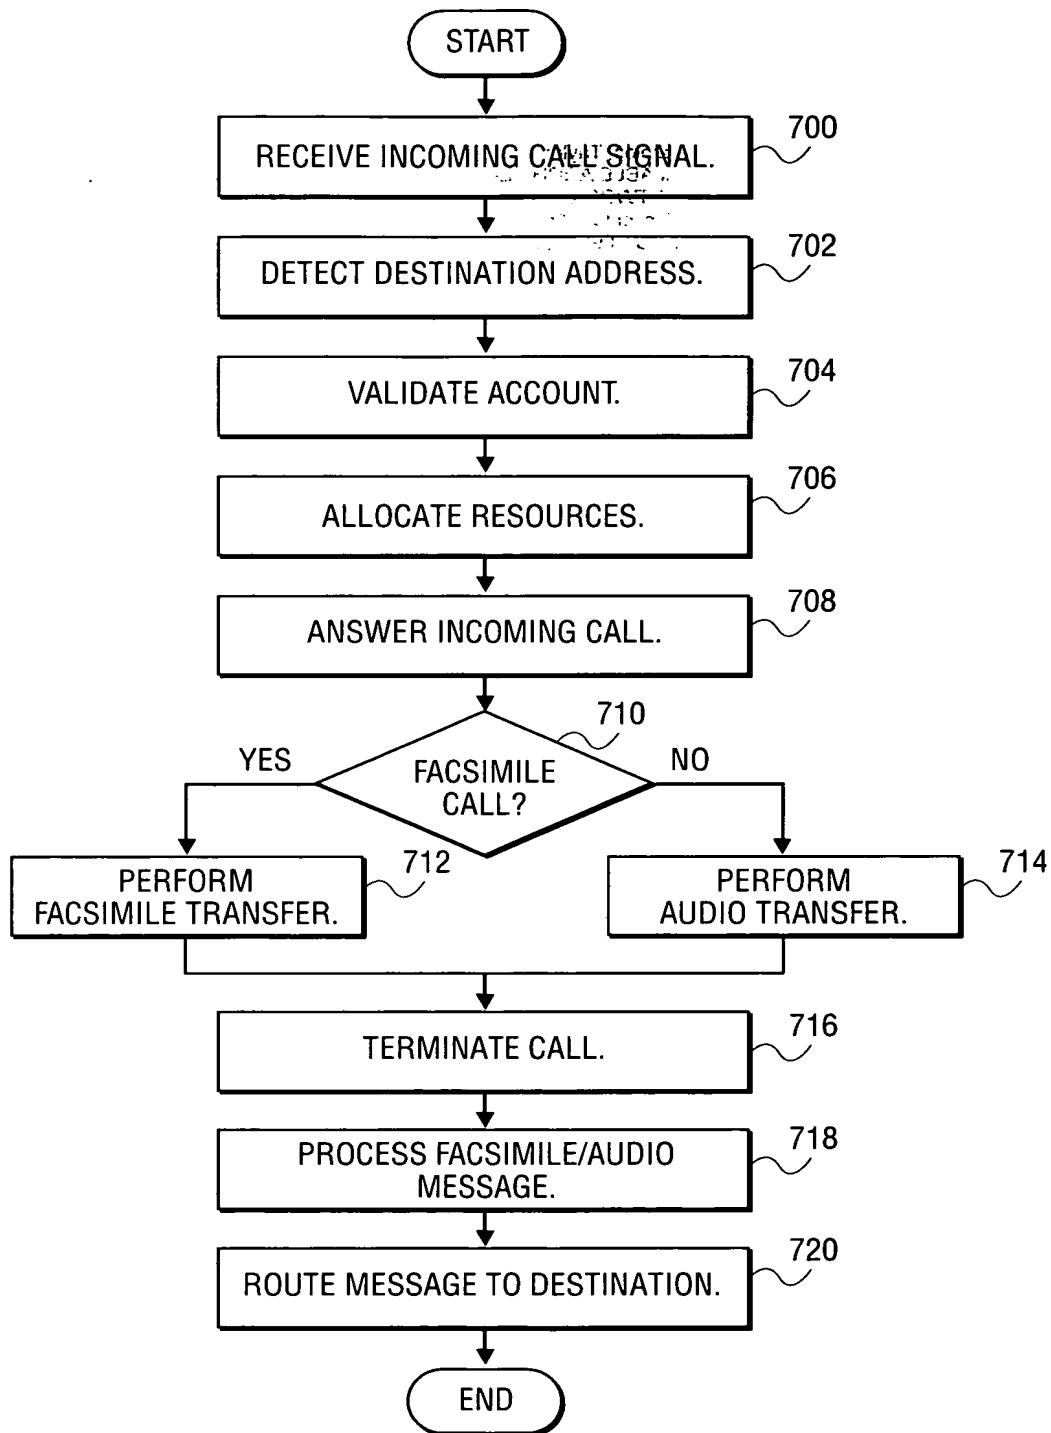 START
RECEIVE INCOMING CALL SIGNAL.
700
DETECT DESTINATION ADDRESS.
702
VALIDATE ACCOUNT.
704
ALLOCATE RESOURCES.
706
ANSWER INCOMING CALL.
708
710
YES
FACSIMILE
CALL?
NO
PERFORM
FACSIMILE TRANSFER.
712
PERFORM
AUDIO TRANSFER.
714
TERMINATE CALL.
716
PROCESS FACSIMILE/AUDIO
MESSAGE.
718
ROUTE MESSAGE TO DESTINATION.
720
END